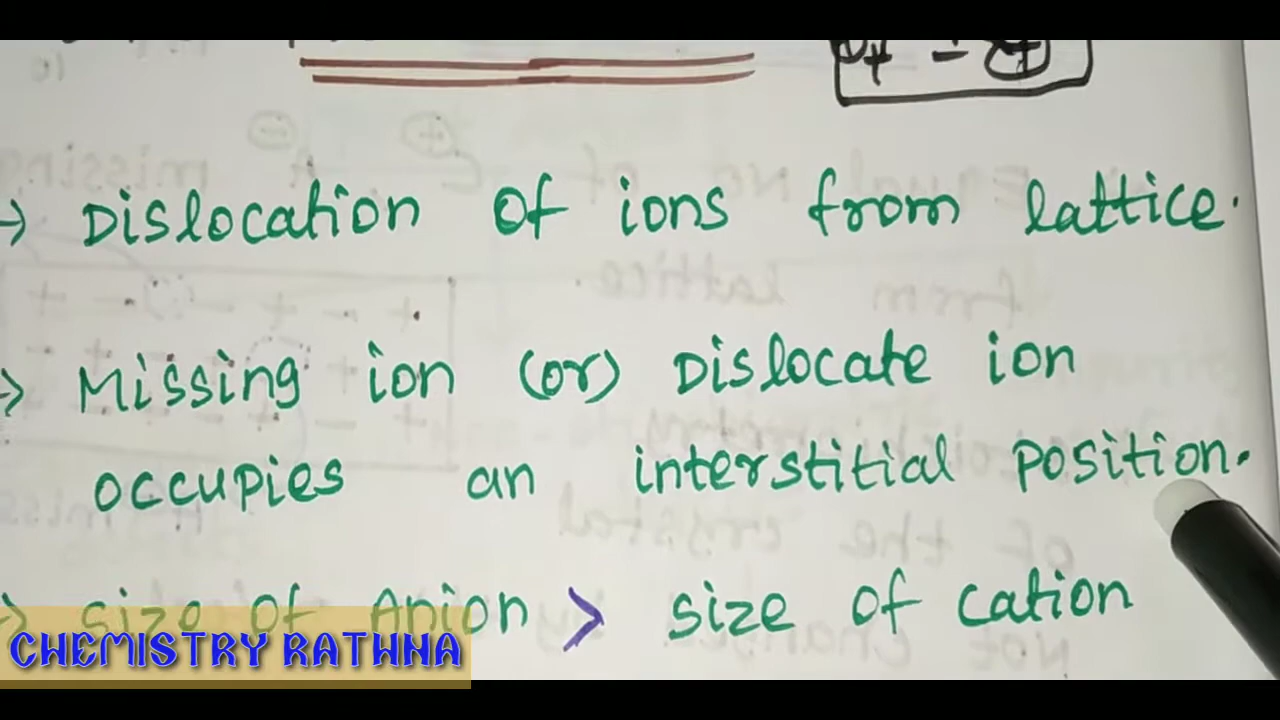 → Dislocation of ions from lattice.
→ Missing ion (or) Dislocate ion
occupies an interstitial position.
→ size of Anion > size of cation
CHEMISTRY RATHNA